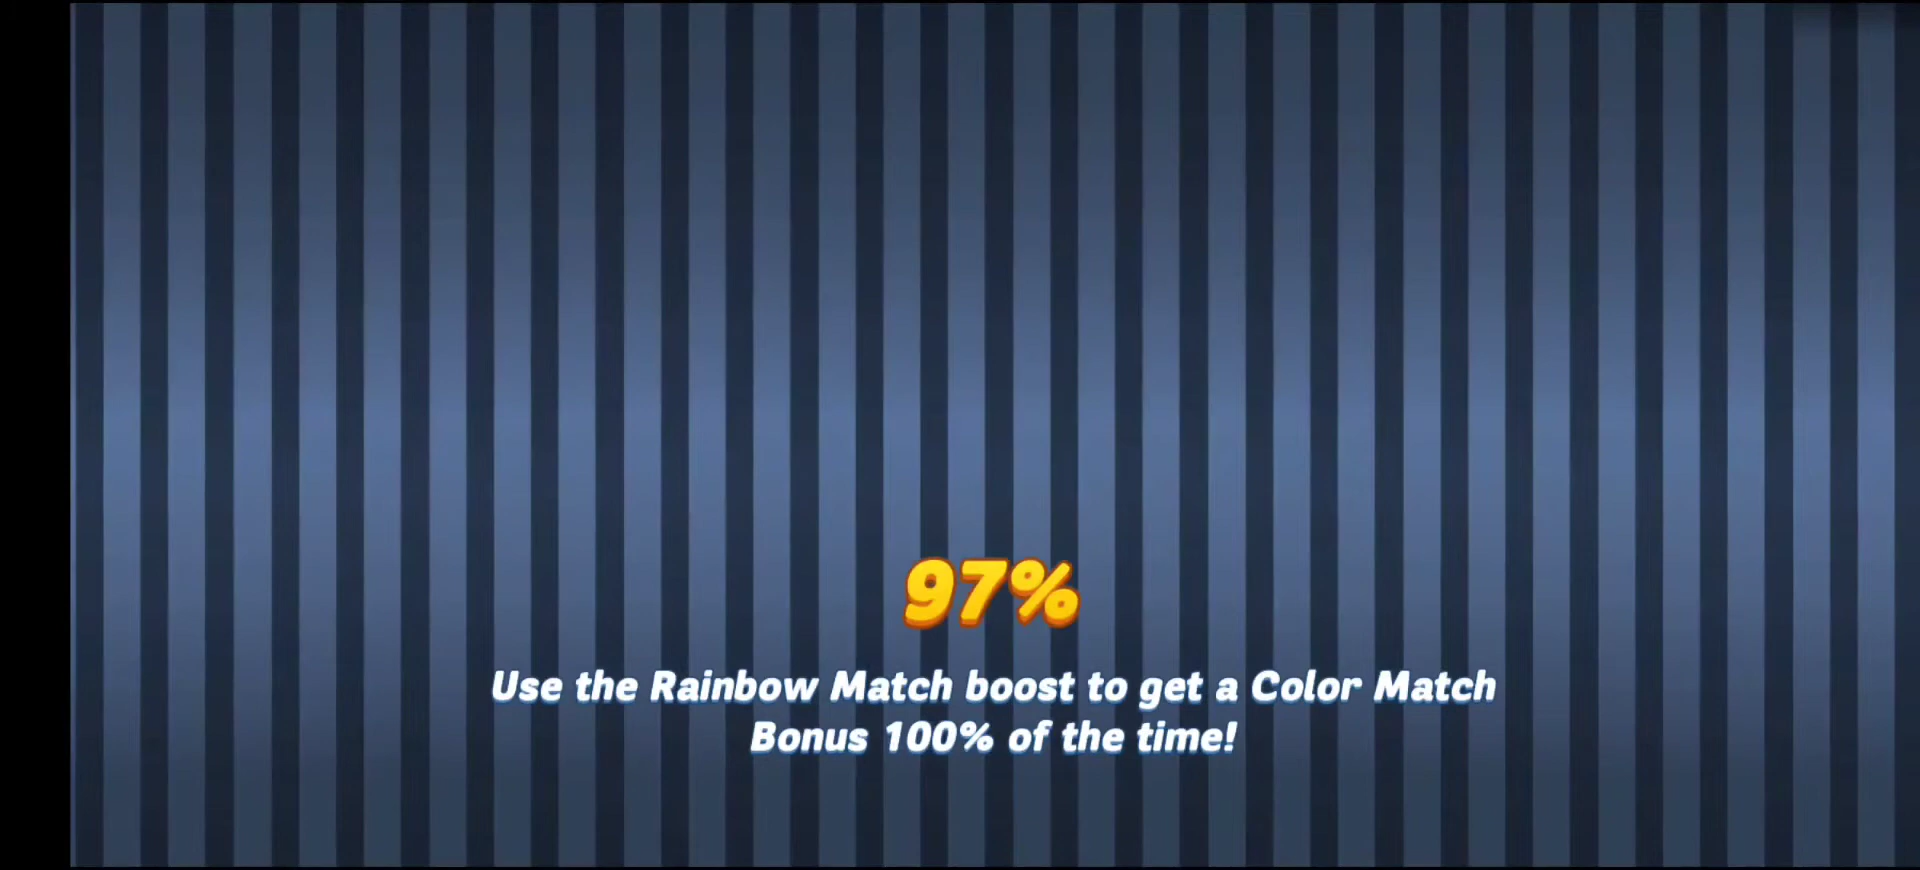 97%
Use the Rainbow Match boost to get a Color Match
Bonus 100% of the time!